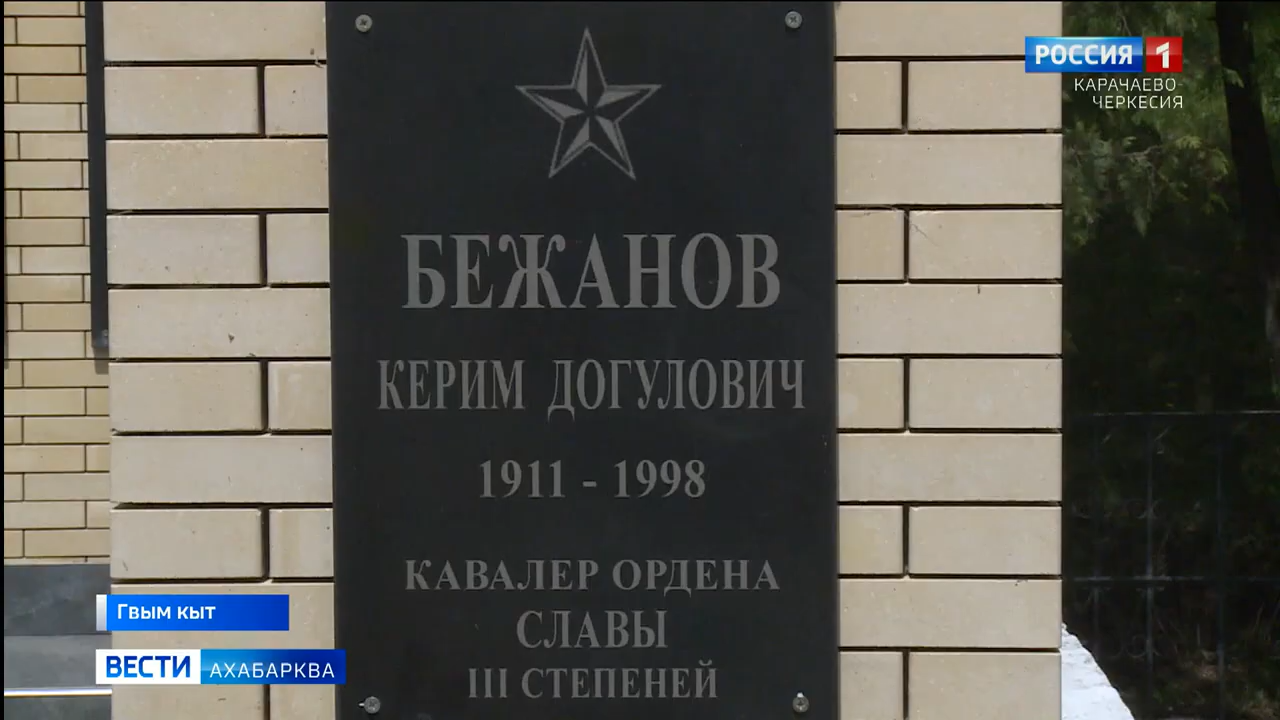 РОССИЯ 1
КАРАЧАЕВО-
ЧЕРКЕСИЯ
БЕЖАНОВ
КЕРИМ ДОГУЛОВИЧ
1911 - 1998
КАВАЛЕР ОРДЕНА
СЛАВЫ
III СТЕПЕНЕЙ
Гвым кыт
ВЕСТИ АХАБАРКВА